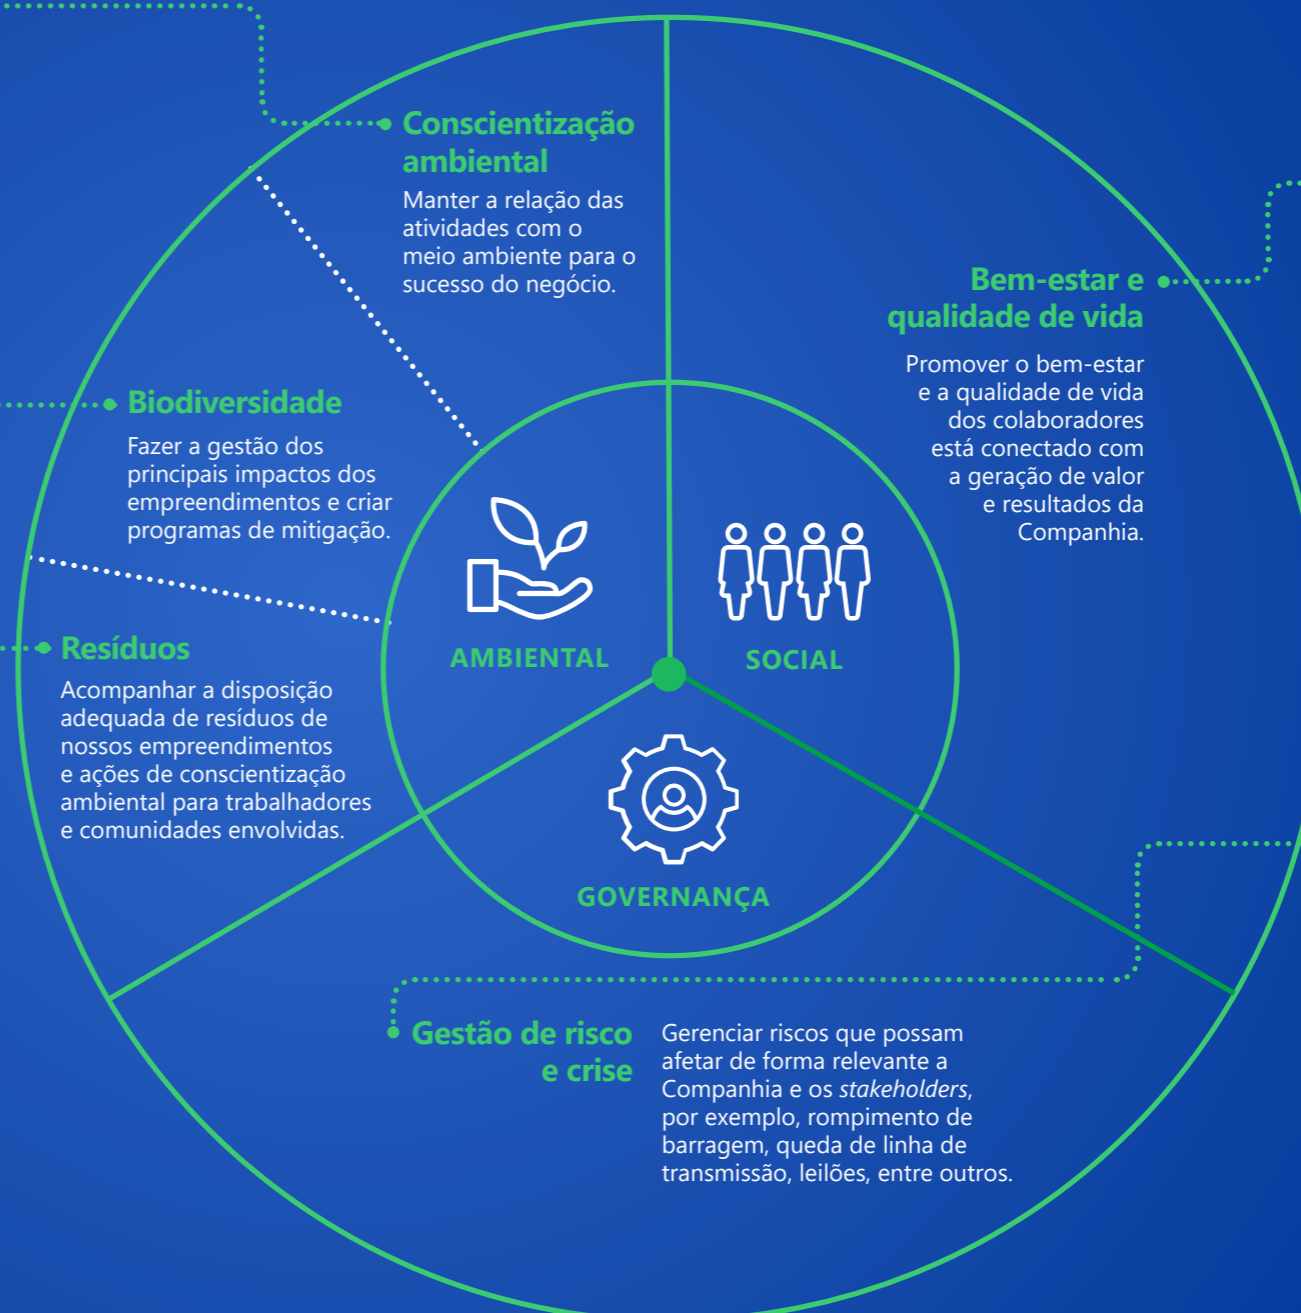 Conscientização
ambiental
Manter a relação das
atividades com o
meio ambiente para o
sucesso do negócio.
Bem-estar e
qualidade de vida
Promover o bem-estar
e a qualidade de vida
dos colaboradores
está conectado com
a geração de valor
e resultados da
Companhia.
Biodiversidade
Fazer a gestão dos
principais impactos dos
empreendimentos e criar
programas de mitigação.
Resíduos
Acompanhar a disposição
adequada de resíduos de
nossos empreendimentos
e ações de conscientização
ambiental para trabalhadores
e comunidades envolvidas.
AMBIENTAL
SOCIAL
GOVERNANÇA
Gestão de risco
e crise
Gerenciar riscos que possam
afetar de forma relevante a
Companhia e os stakeholders,
por exemplo, rompimento de
barragem, queda de linha de
transmissão, leilões, entre outros.